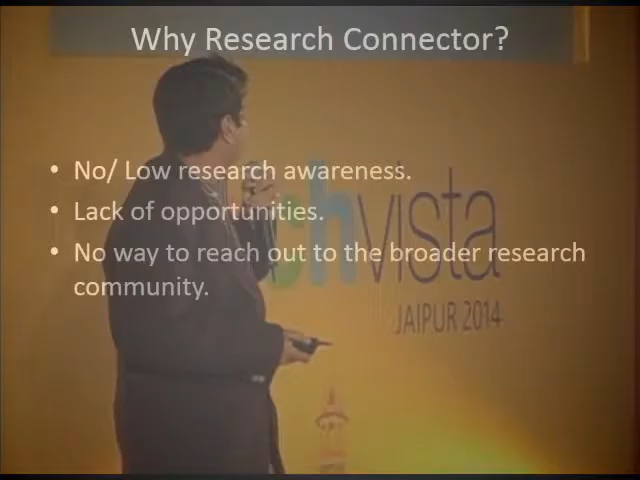 Why Research Connector?
• No/ Low research awareness.
• Lack of opportunities.
• No way to reach out to the broader research
community.
chvista
JAIPUR 2014